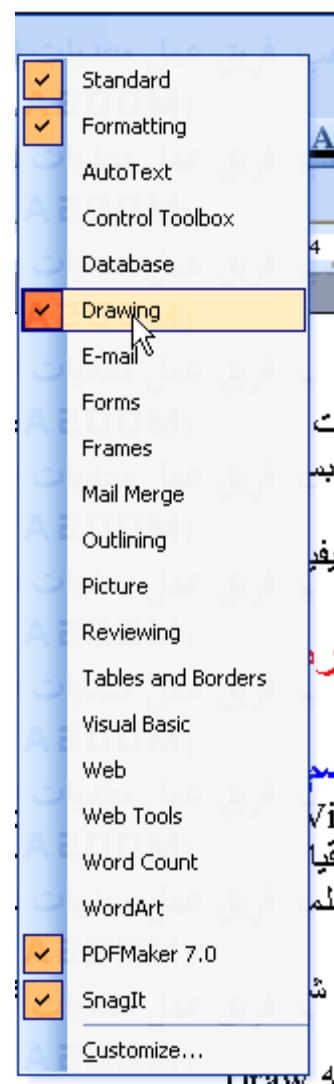 Standard
Formatting
AutoText
Control Toolbox
Database
Drawing
E-mail
Forms
Frames
Mail Merge
Outlining
Picture
Reviewing
Tables and Borders
Visual Basic
Web
Web Tools
Word Count
WordArt
PDFMaker 7.0
SnagIt
Customize...